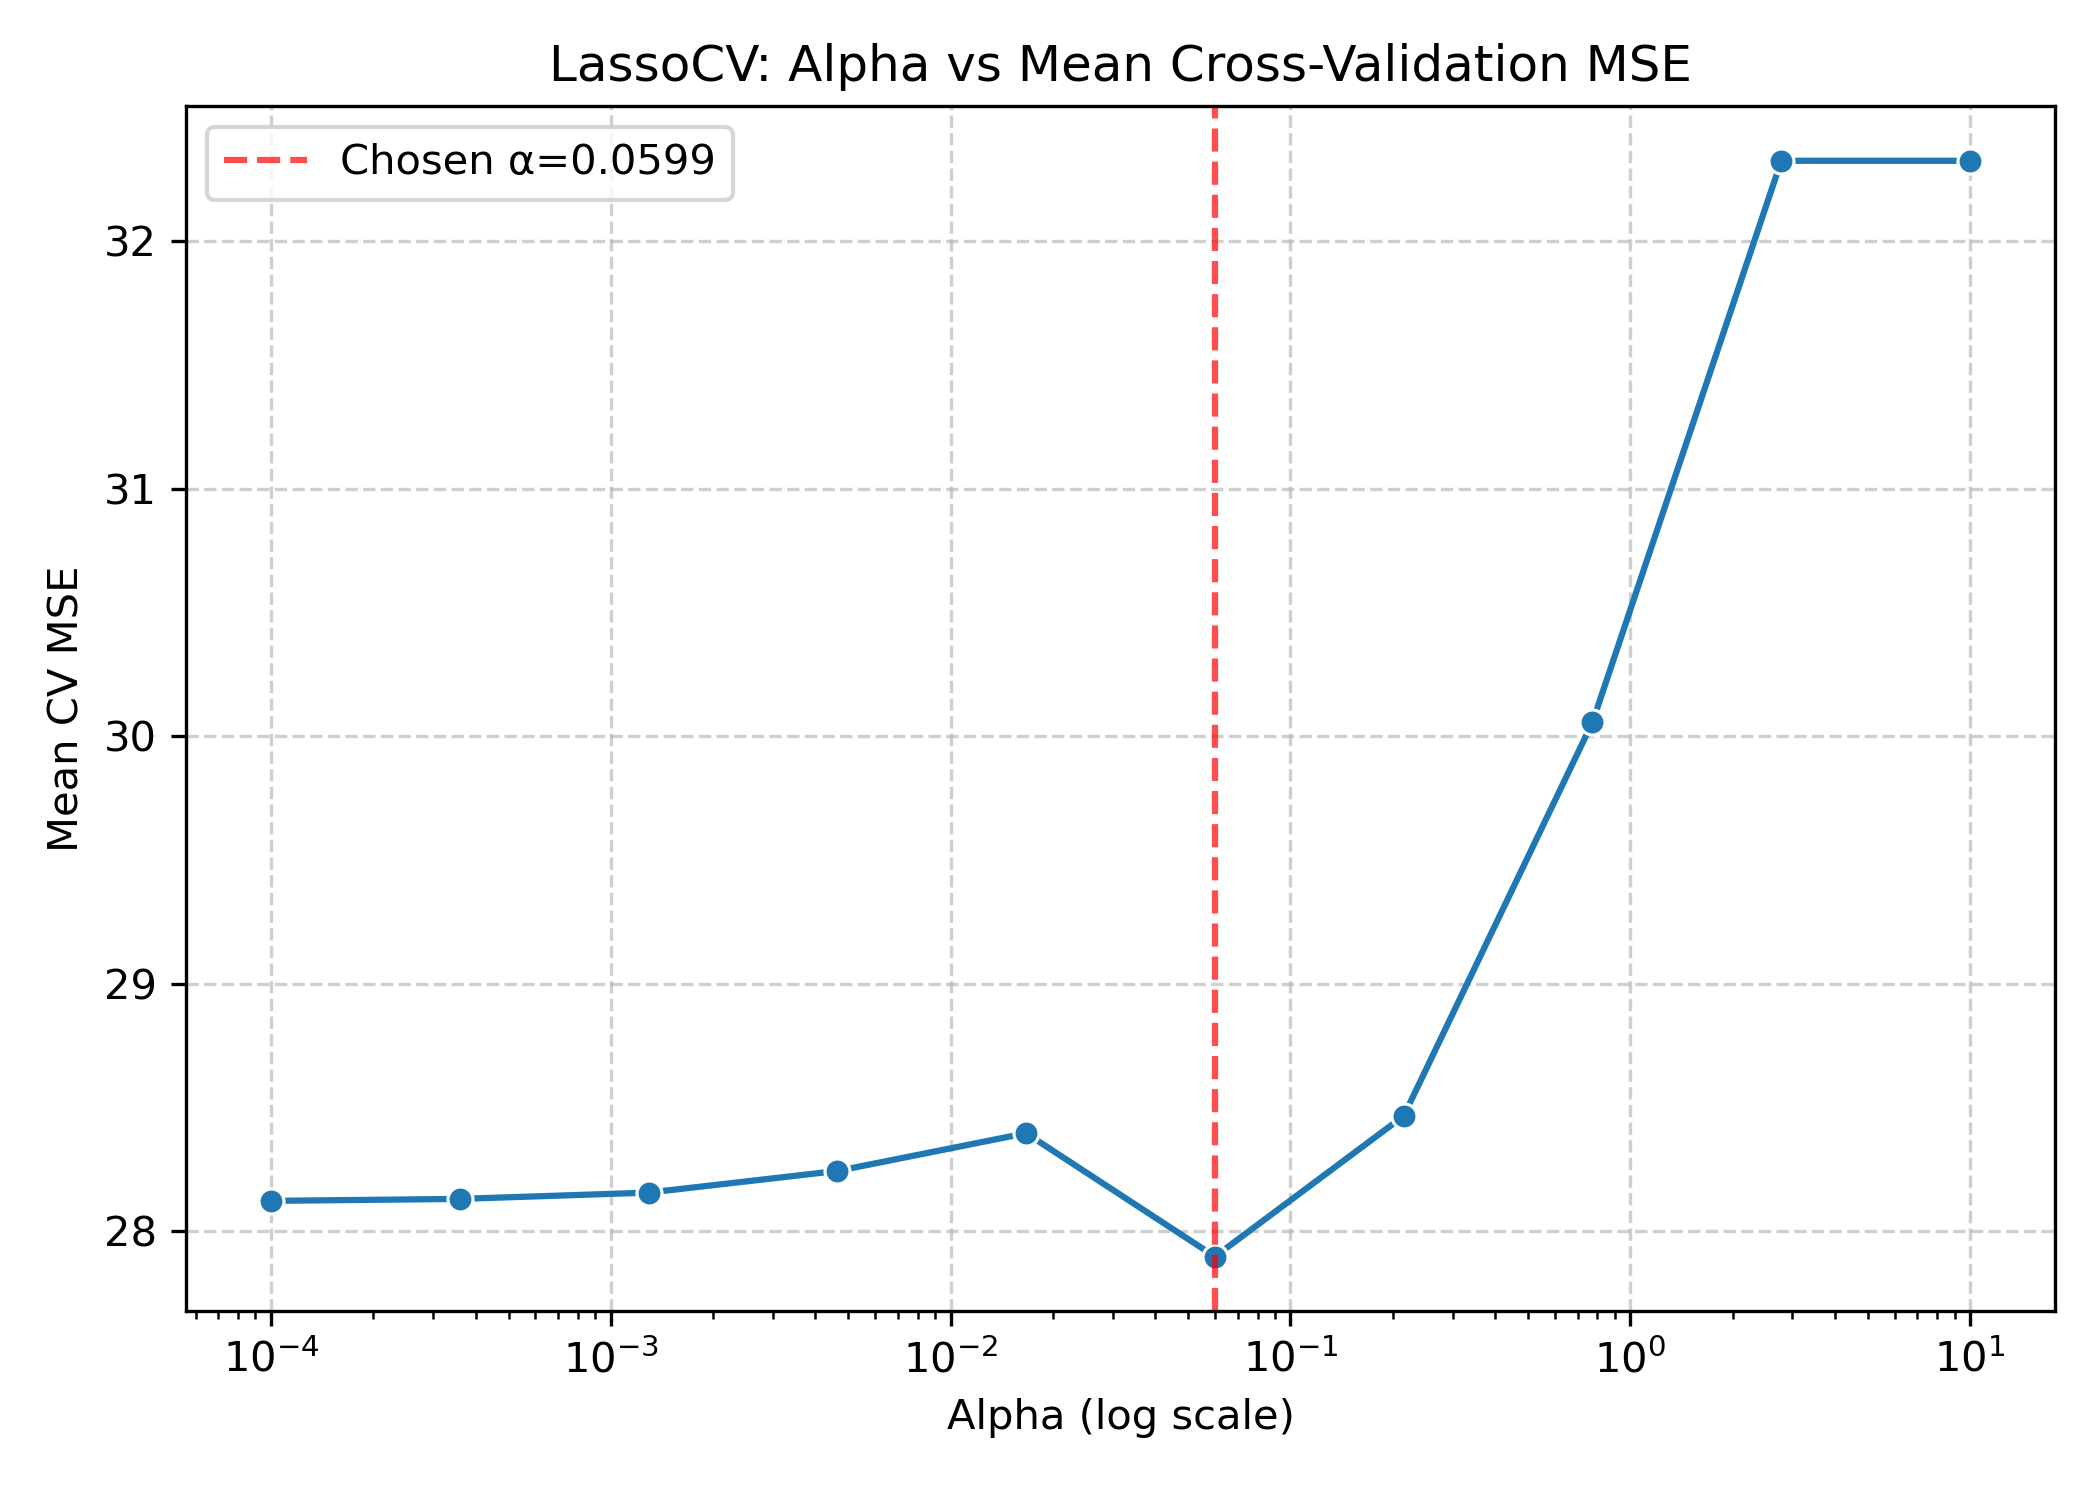 LassoCV: Alpha vs Mean Cross-Validation MSE
Chosen α=0.0599
Mean CV MSE
32
31
30
29
28
10⁻⁴ 10⁻³ 10⁻² 10⁻¹ 10⁰ 10¹
Alpha (log scale)